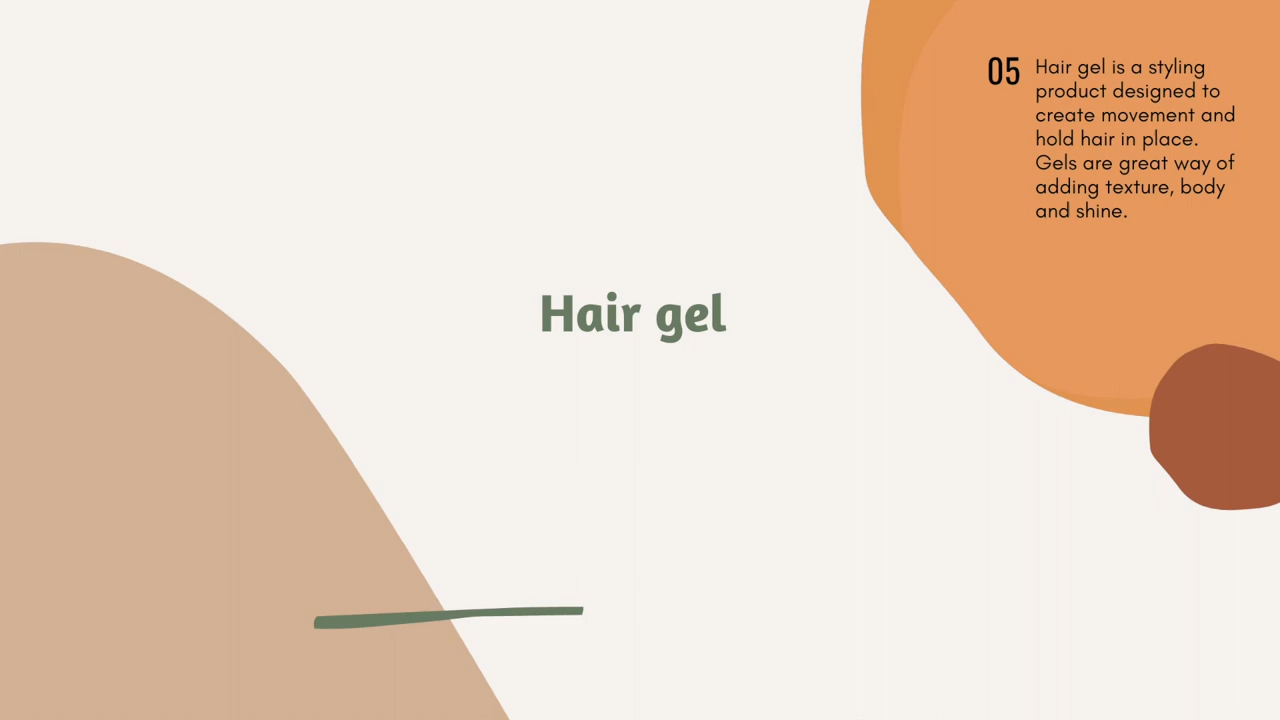 05
Hair gel is a styling
product designed to
create movement and
hold hair in place.
Gels are great way of
adding texture, body
and shine.
Hair gel